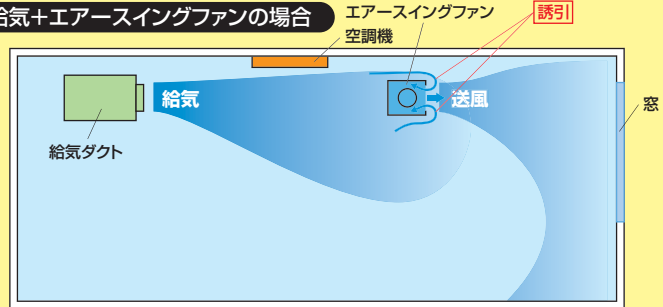 給気+エアースイングファンの場合
エアースイングファン
誘引
空調機
給気
送風
窓
給気ダクト